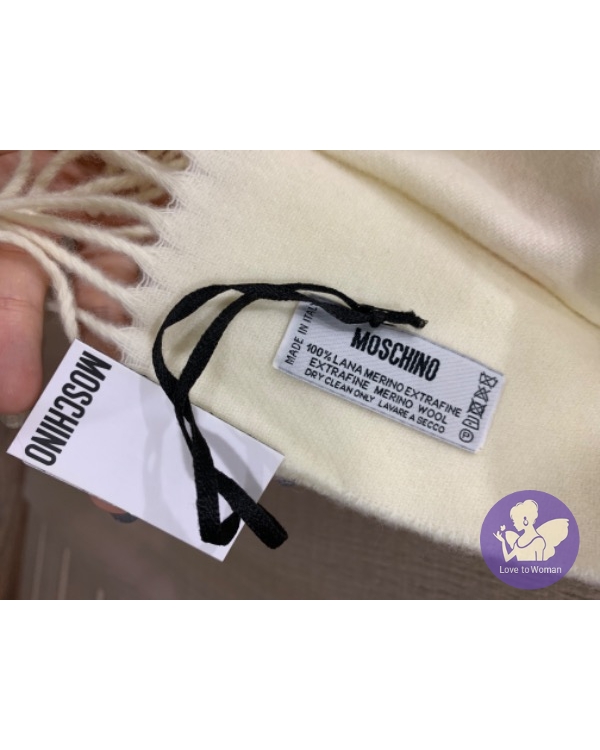 MOSCHINO
MADE IN ITAL
MOSCHINO
100% LANA MERINO EXTRAFINE
EXTRAFINE MERINO WOOL
DRY CLEAN ONLY LAVARE A SECCO
Love to Woman